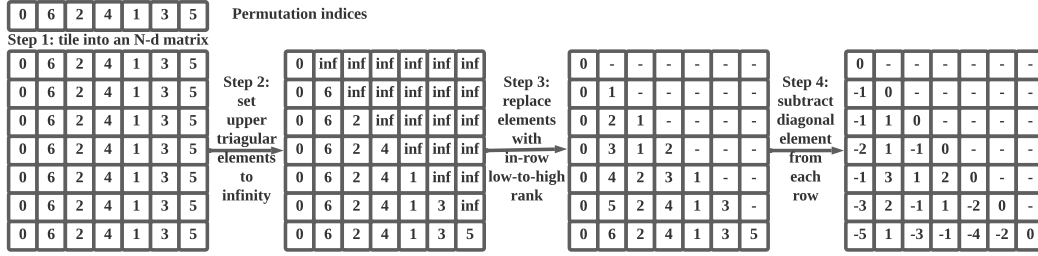 0 6 2 4 1 3 5 Permutation indices
Step 1: tile into an N-d matrix
0 6 2 4 1 3 5
0 6 2 4 1 3 5
0 6 2 4 1 3 5
0 6 2 4 1 3 5
0 6 2 4 1 3 5
0 6 2 4 1 3 5
0 6 2 4 1 3 5
Step 2:
set
upper
triagular
elements
to
infinity
0 inf inf inf inf inf inf
0 6 inf inf inf inf inf
0 6 2 inf inf inf inf
0 6 2 4 inf inf inf
0 6 2 4 1 inf inf
0 6 2 4 1 3 inf
0 6 2 4 1 3 5
Step 3:
replace
elements
with
in-row
low-to-high
rank
0 - - - - - -
0 1 - - - - -
0 2 1 - - - -
0 3 1 2 - - -
0 4 2 3 1 - -
0 5 2 4 1 3 -
0 6 2 4 1 3 5
Step 4:
subtract
diagonal
element
from
each
row
0 - - - - - -
-1 0 - - - - -
-1 1 0 - - - -
-2 1 -1 0 - - -
-1 3 1 2 0 - -
-3 2 -1 1 -2 0 -
-5 1 -3 -1 -4 -2 0